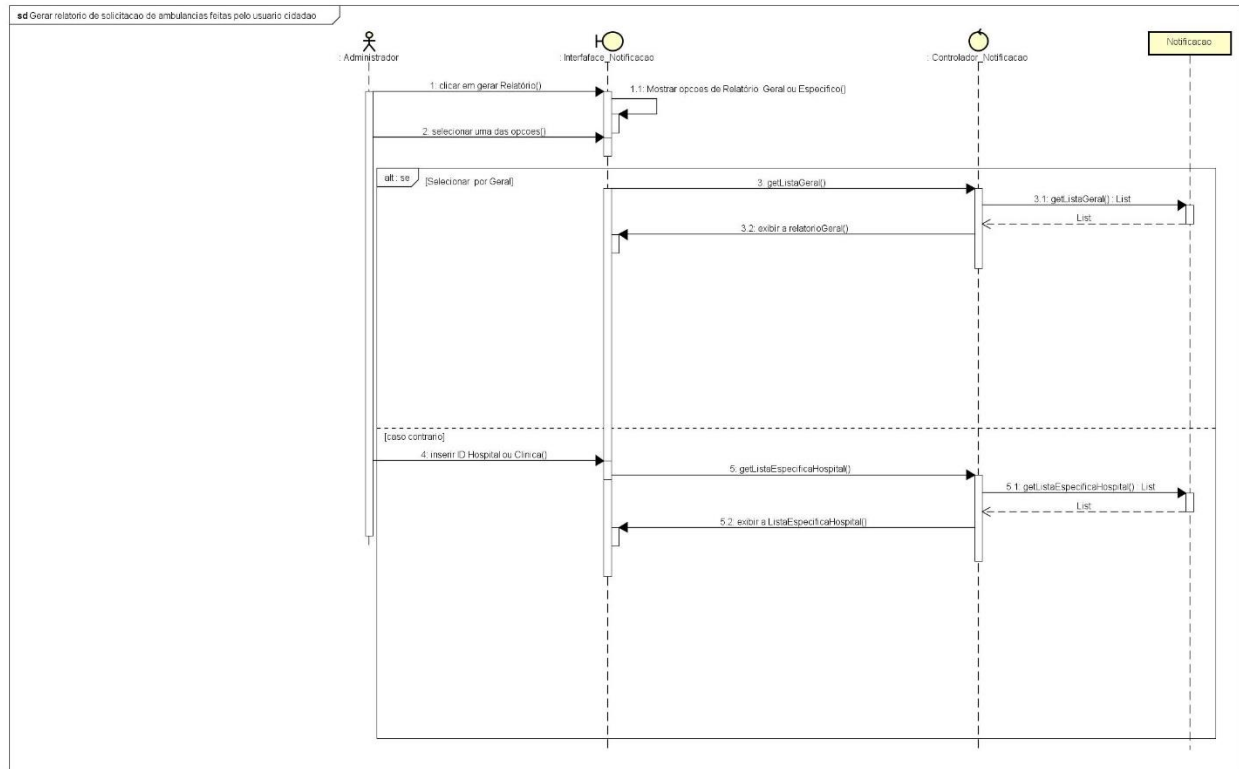 sd Gerar relatorio de solicitacao de ambulancias feitas pelo usuario cidadao
: Administrador
: Interfaface_Notificacao
: Controlador_Notificacao
Notificacao
1: clicar em gerar Relatório()
1.1: Mostrar opcoes de Relatório Geral ou Especifico()
2: selecionar uma das opcoes()
alt : se
[Selecionar por Geral]
3: getListaGeral()
3.1: getListaGeral() : List
List
3.2: exibir a relatorioGeral()
[caso contrario]
4: inserir ID Hospital ou Clinica()
5: getListaEspecificaHospital()
5.1: getListaEspecificaHospital() : List
List
5.2: exibir a ListaEspecificaHospital()